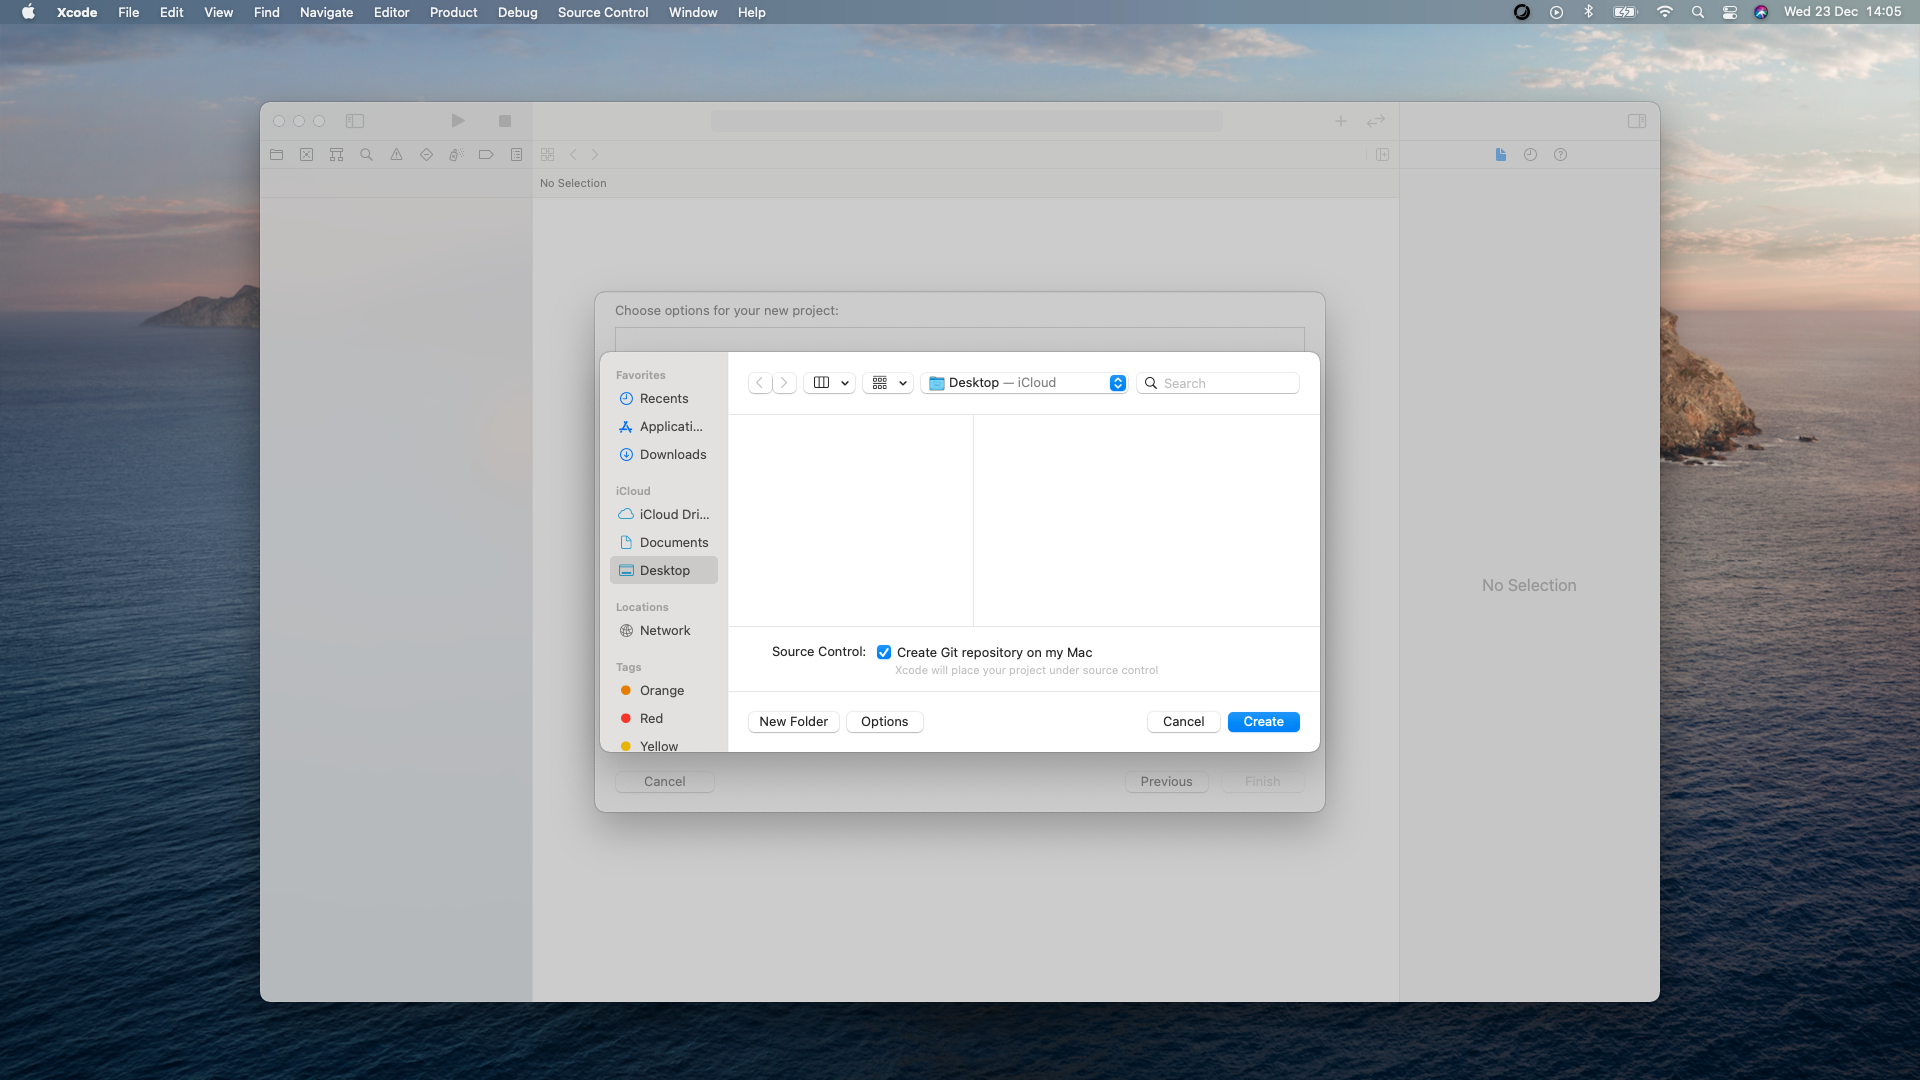 Xcode File Edit View Find Navigate Editor Product Debug Source Control Window Help Wed 23 Dec 14:05
No Selection
Choose options for your new project:
Favorites
Recents
Applicati...
Downloads
iCloud
iCloud Dri...
Documents
Desktop
Locations
Network
Tags
Orange
Red
Yellow
Desktop — iCloud
Search
Source Control: Create Git repository on my Mac
Xcode will place your project under source control
New Folder Options Cancel Create
Cancel Previous Finish
No Selection